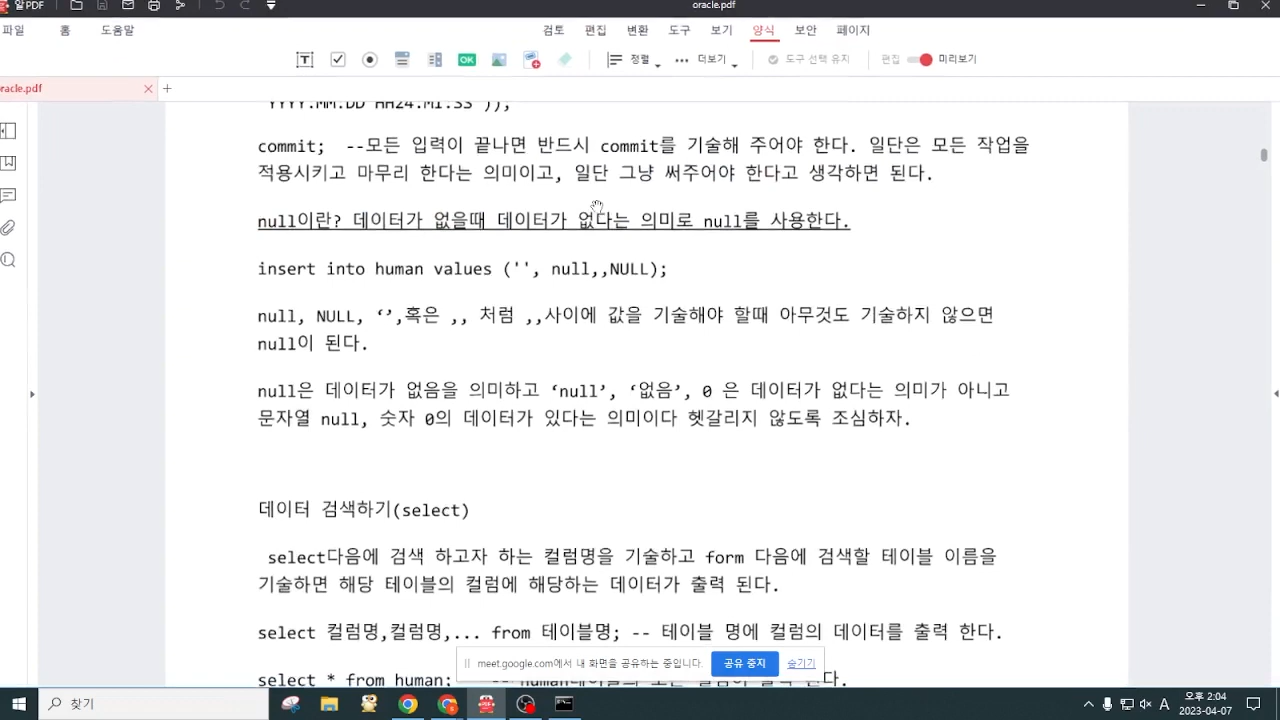 알PDF
oracle.pdf
파일 홈 도움말 검토 편집 변환 도구 보기 양식 보안 페이지
OK 정렬 더보기 도구 선택 유지 편집 미리보기
racle.pdf
YYYY.MM.DD HH24:MI:SS'));
commit;  --모든 입력이 끝나면 반드시 commit를 기술해 주어야 한다. 일단은 모든 작업을
적용시키고 마무리 한다는 의미이고, 일단 그냥 써주어야 한다고 생각하면 된다.
null이란? 데이터가 없을때 데이터가 없다는 의미로 null를 사용한다.
insert into human values ('', null,,NULL);
null, NULL, ‘’,혹은 ,, 처럼 ,,사이에 값을 기술해야 할때 아무것도 기술하지 않으면
null이 된다.
null은 데이터가 없음을 의미하고 ‘null’, ‘없음’, 0 은 데이터가 없다는 의미가 아니고
문자열 null, 숫자 0의 데이터가 있다는 의미이다 헷갈리지 않도록 조심하자.
데이터 검색하기(select)
select다음에 검색 하고자 하는 컬럼명을 기술하고 form 다음에 검색할 테이블 이름을
기술하면 해당 테이블의 컬럼에 해당하는 데이터가 출력 된다.
select 컬럼명,컬럼명,... from 테이블명; -- 테이블 명에 컬럼의 데이터를 출력 한다.
select * from human;
meet.google.com에서 내 화면을 공유하는 중입니다. 공유 중지 숨기기
찾기
A 오후 2:04
2023-04-07